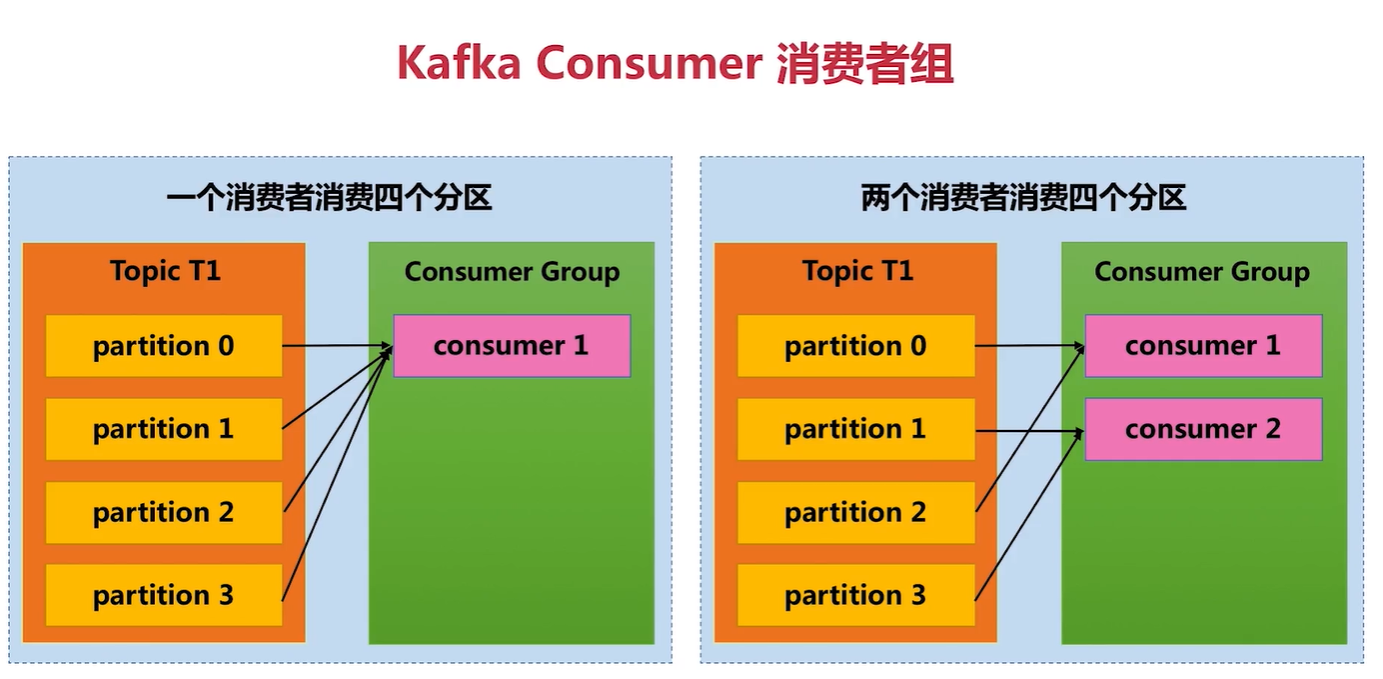 Kafka Consumer 消费者组
一个消费者消费四个分区
Topic T1
partition 0
partition 1
partition 2
partition 3
Consumer Group
consumer 1
两个消费者消费四个分区
Topic T1
partition 0
partition 1
partition 2
partition 3
Consumer Group
consumer 1
consumer 2